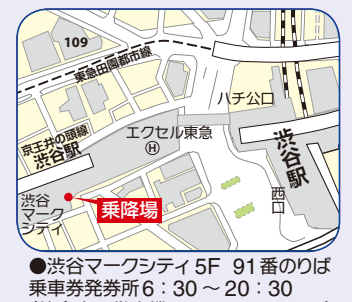 109
東急田園都市線
ハチ公口
京王井の頭線
渋谷駅
エクセル東急
H
渋谷駅
渋谷
マーク
シティ
乗降場
西口
●渋谷マークシティ5F 91番のりば
乗車券発券所6:30～20:30